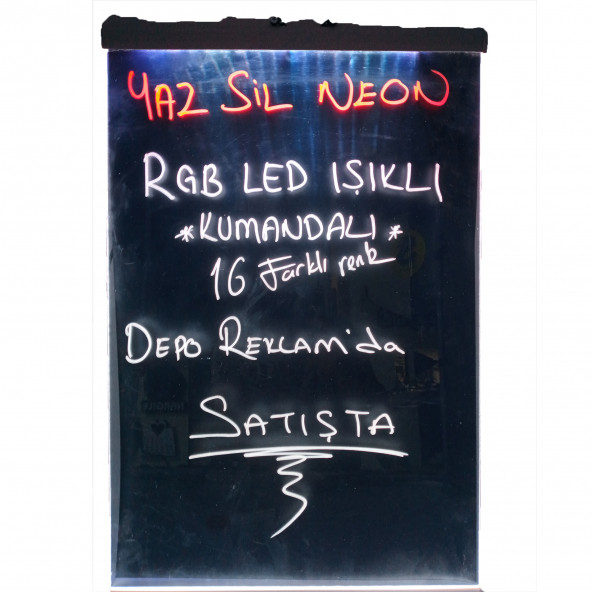 YAZ SİL NEON
RGB LED IŞIKLI
*KUMANDALI*
16 Farklı renk
DEPO REKLAM'da
SATIŞTA